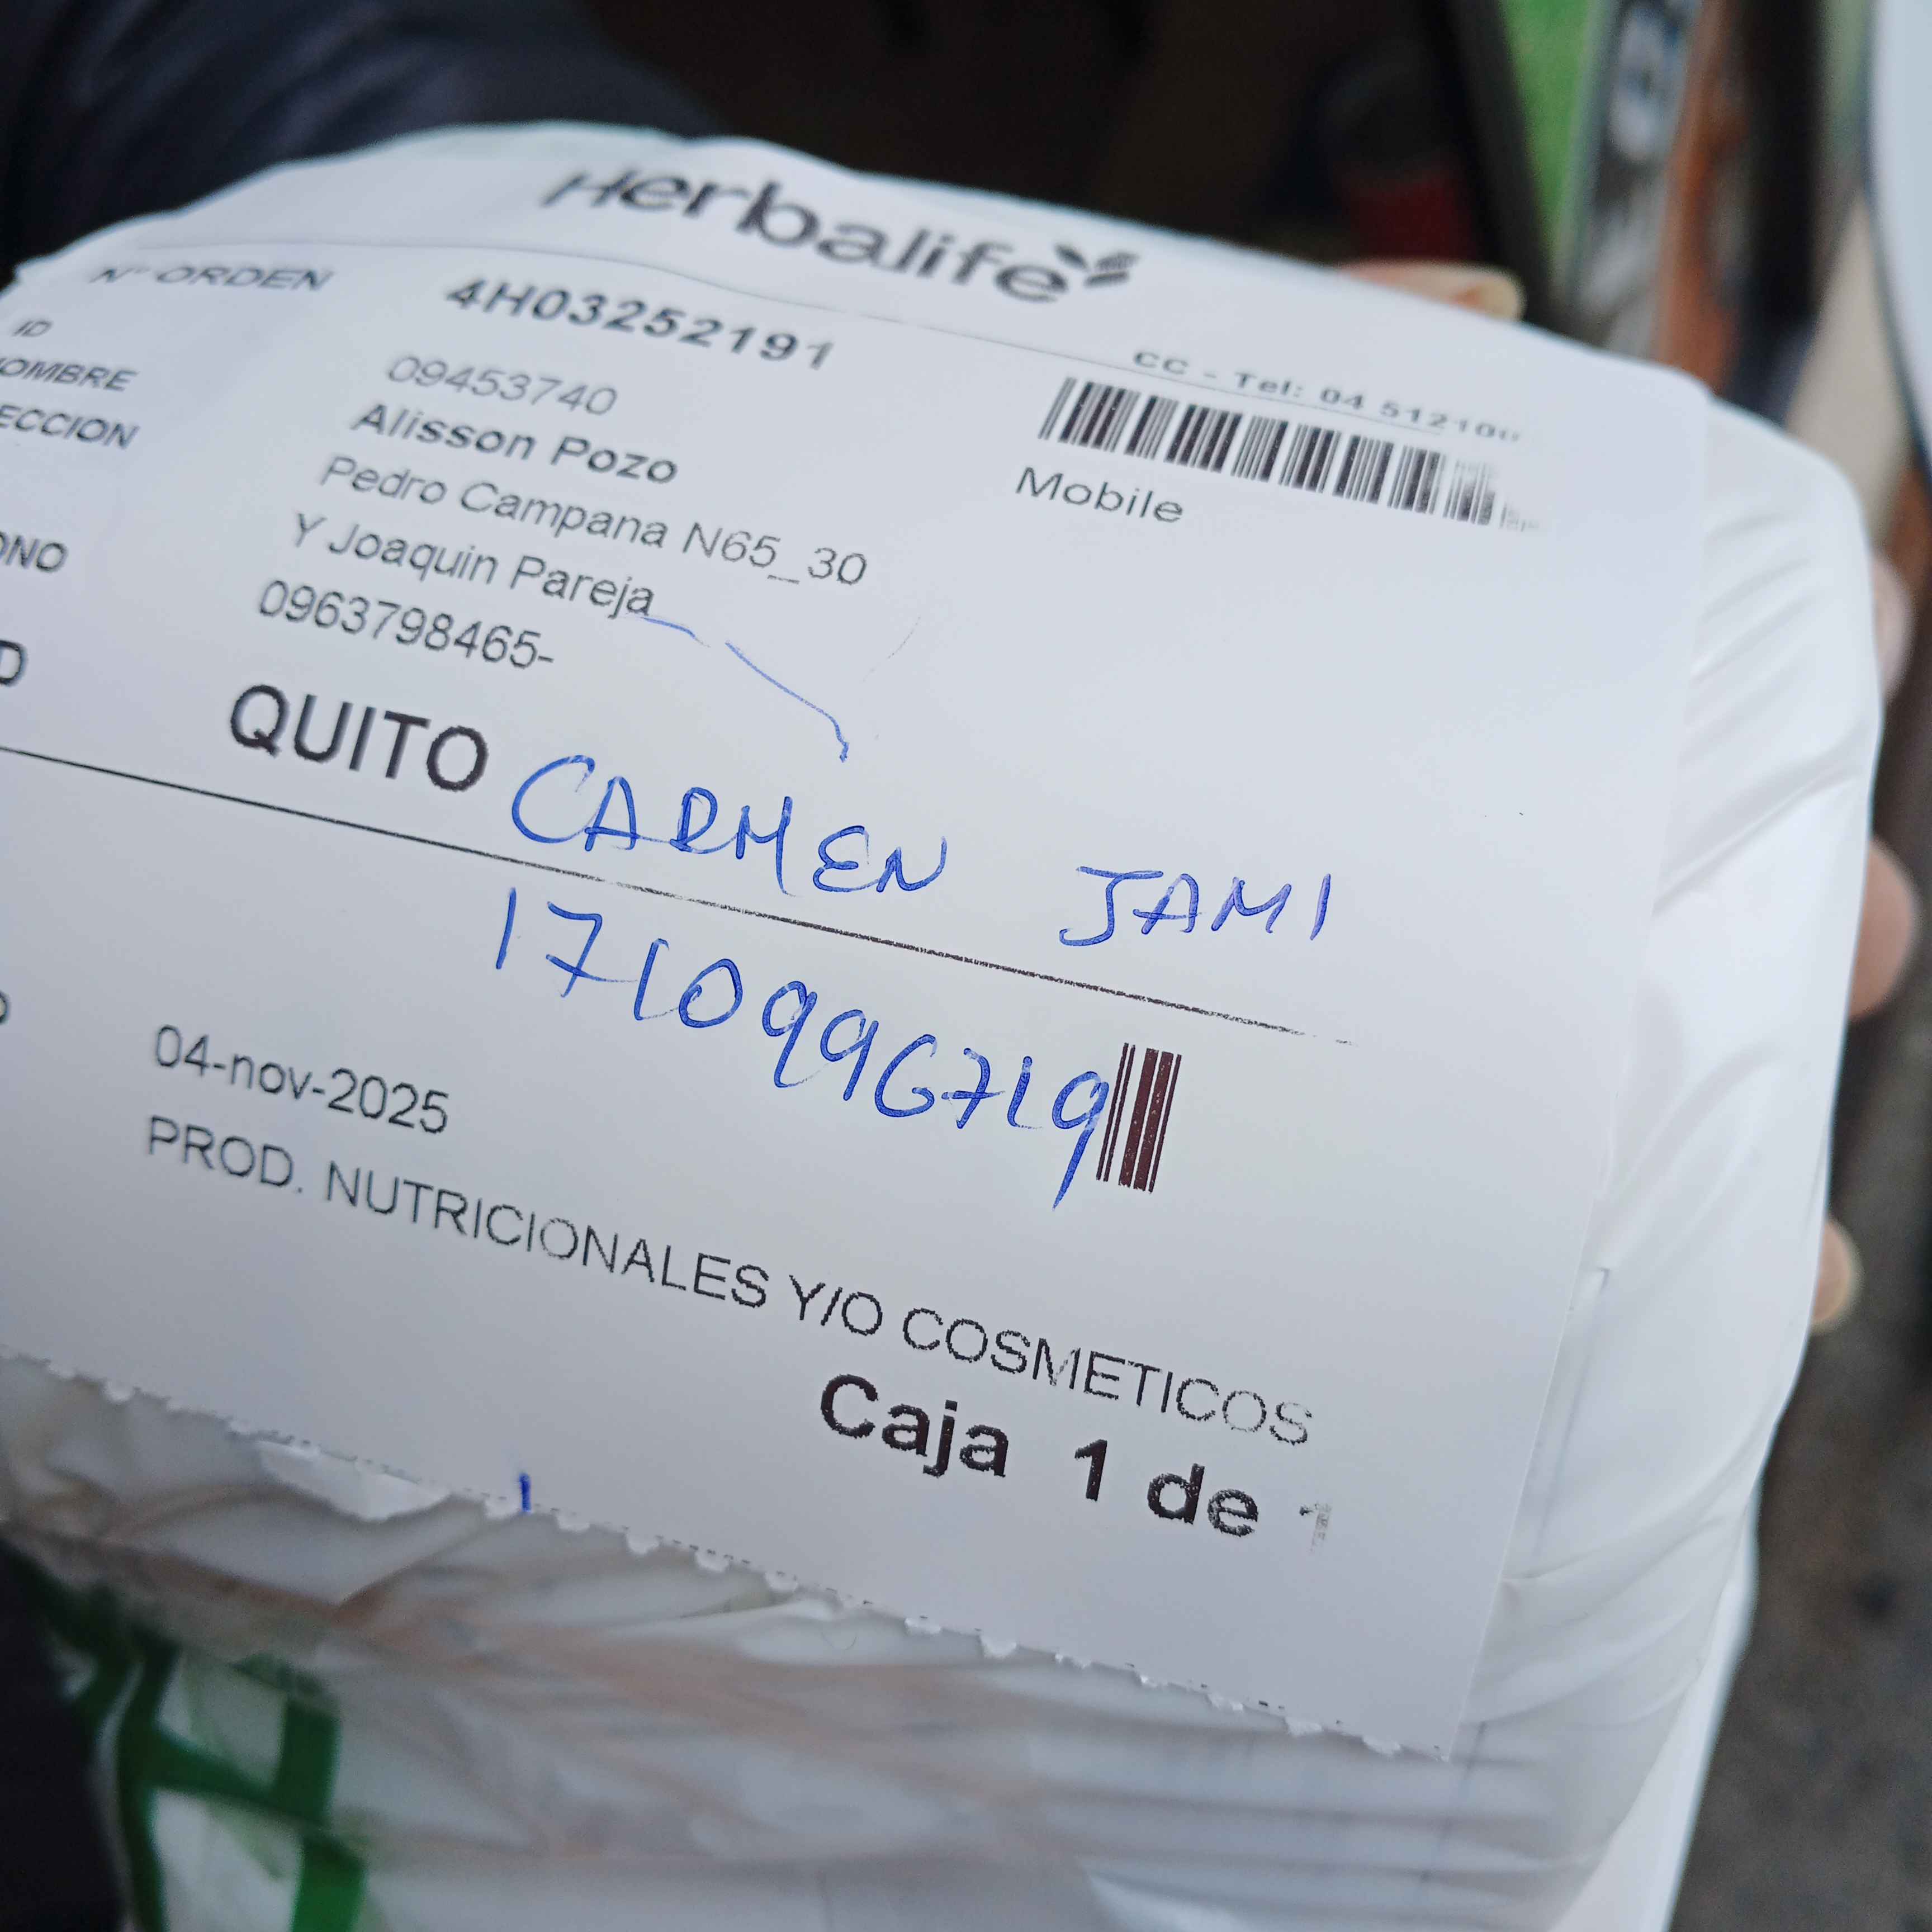 Herbalife
N° ORDEN 4H03252191
CC - Tel: 04 512100
ID 09453740
OMBRE Alisson Pozo
Mobile
ECCION Pedro Campana N65_30
Y Joaquin Pareja
ONO 0963798465-
D QUITO
CARMEN JAMI
1710996719
04-nov-2025
PROD. NUTRICIONALES Y/O COSMETICOS
Caja 1 de 1